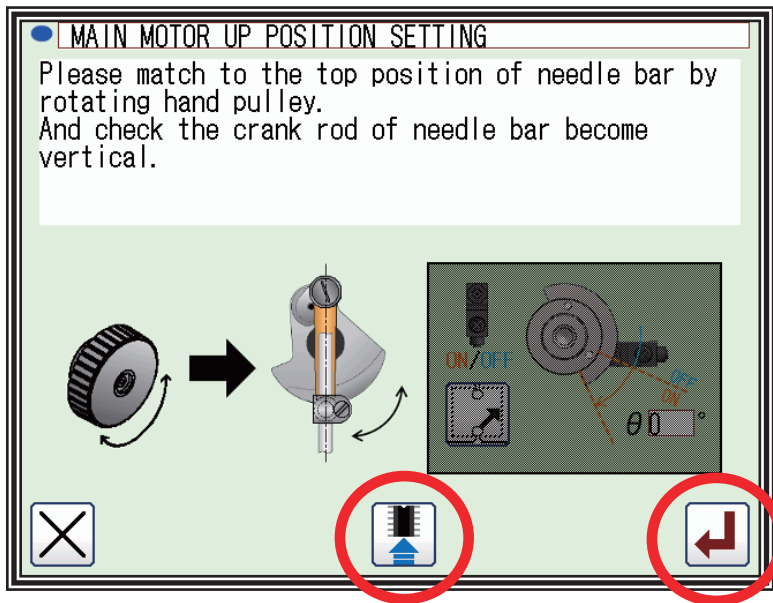 MAIN MOTOR UP POSITION SETTING
Please match to the top position of needle bar by
rotating hand pulley.
And check the crank rod of needle bar become
vertical.
ON/OFF
OFF
ON
θ 0 °